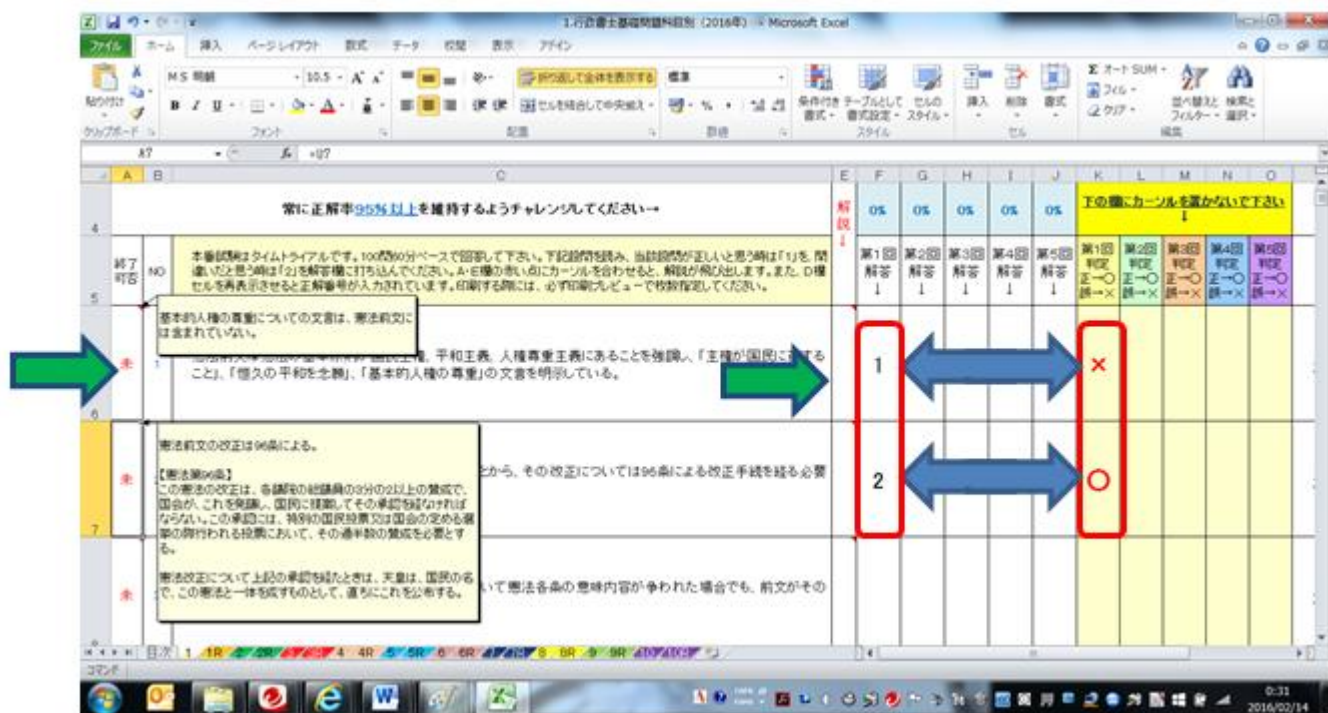 1.行政書士基礎問題科目別（2016年） - Microsoft Excel
ファイル ホーム 挿入 ページ レイアウト 数式 データ 校閲 表示 アドイン
MS 明朝 10.5 折り返して全体を表示する 標準 Σ オート SUM
貼り付け B I U セルを結合して中央揃え 条件付き書式 テーブルとして書式設定 セルのスタイル 挿入 削除 書式 フィル クリア 並べ替えとフィルター 検索と選択
クリップボード フォント 配置 数値 スタイル セル 編集
A7 fx =U7
A B C E F G H I J K L M N O
4 常に正解率95%以上を維持するようチャレンジしてください→ 解説↓ 0% 0% 0% 0% 0% 下の欄にカーソルを置かないで下さい ↓
5 終了可否 NO
本番試験はタイムトライアルです。100問60分ペースで回答して下さい。下記設問を読み、当該設問が正しいと思う時は「1」を、間
違いだと思う時は「2」を解答欄に打ち込んでください。A・E欄の赤い点にカーソルを合わせると、解説が飛び出します。また、D欄
セルを再表示させると正解番号が入力されています。印刷する際には、必ず印刷プレビューで枚数指定してください。
第1回解答↓ 第2回解答↓ 第3回解答↓ 第4回解答↓ 第5回解答↓
第1回判定 正→○ 誤→× 第2回判定 正→○ 誤→× 第3回判定 正→○ 誤→× 第4回判定 正→○ 誤→× 第5回判定 正→○ 誤→×
基本的人権の尊重についての文言は、憲法前文に
は含まれていない。
6 未 1
平和主義、人権尊重主義にあることを強調し、「主権が国民に
こと」、「恒久の平和を念願」、「基本的人権の尊重」の文言を明示している。
1 ×
憲法前文の改正は96条による。
【憲法第96条】
この憲法の改正は、各議院の総議員の3分の2以上の賛成で、
国会が、これを発議し、国民に提案してその承認を経なければ
ならない。この承認には、特別の国民投票又は国会の定める選
挙の際行われる投票において、その過半数の賛成を必要とす
る。
憲法改正について上記の承認を経たときは、天皇は、国民の名
で、この憲法と一体を成すものとして、直ちにこれを公布する。
7 未
とから、その改正については96条による改正手続を経る必要
2 ○
未
いて憲法各条の意味内容が争われた場合でも、前文がその
目次 1 1R 2 2R 4 4R 5 5R 6 6R 8 8R 9 9R 10 10R
コマンド
0:31
2016/02/14